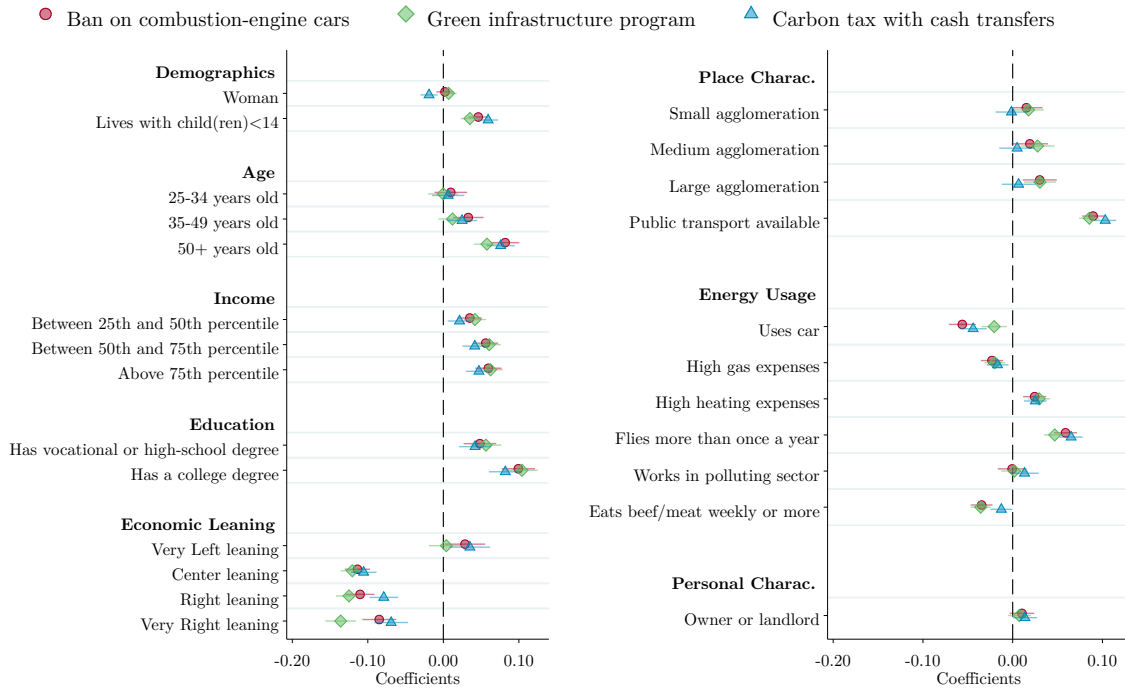 Ban on combustion-engine cars
Green infrastructure program
Carbon tax with cash transfers
Demographics
Woman
Lives with child(ren)<14
Age
25-34 years old
35-49 years old
50+ years old
Income
Between 25th and 50th percentile
Between 50th and 75th percentile
Above 75th percentile
Education
Has vocational or high-school degree
Has a college degree
Economic Leaning
Very Left leaning
Center leaning
Right leaning
Very Right leaning
-0.20 -0.10 0.00 0.10
Coefficients
Place Charac.
Small agglomeration
Medium agglomeration
Large agglomeration
Public transport available
Energy Usage
Uses car
High gas expenses
High heating expenses
Flies more than once a year
Works in polluting sector
Eats beef/meat weekly or more
Personal Charac.
Owner or landlord
-0.20 -0.10 0.00 0.10
Coefficients